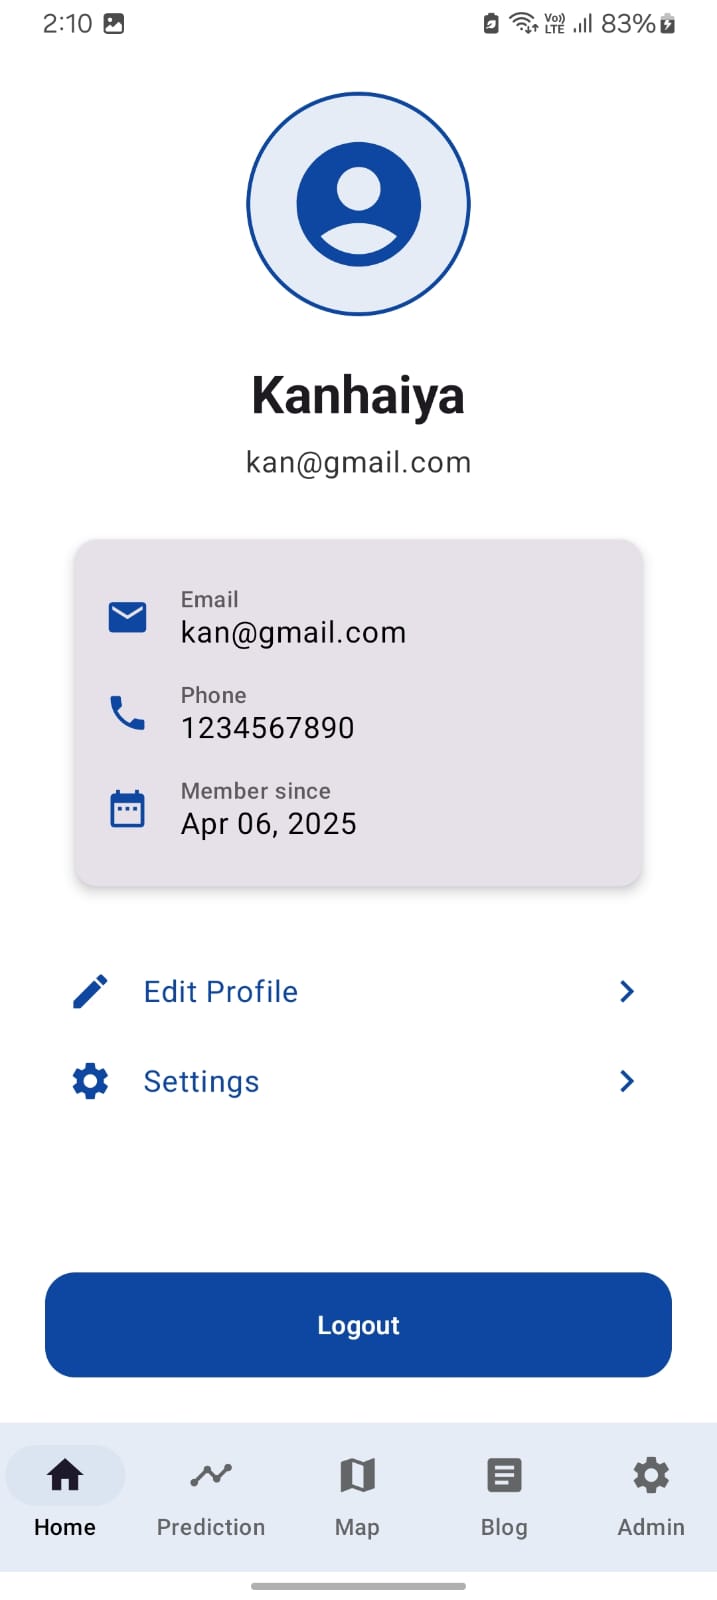 2:10 Vo)) LTE 83%
Kanhaiya
kan@gmail.com
Email
kan@gmail.com
Phone
1234567890
Member since
Apr 06, 2025
Edit Profile
Settings
Logout
Home Prediction Map Blog Admin